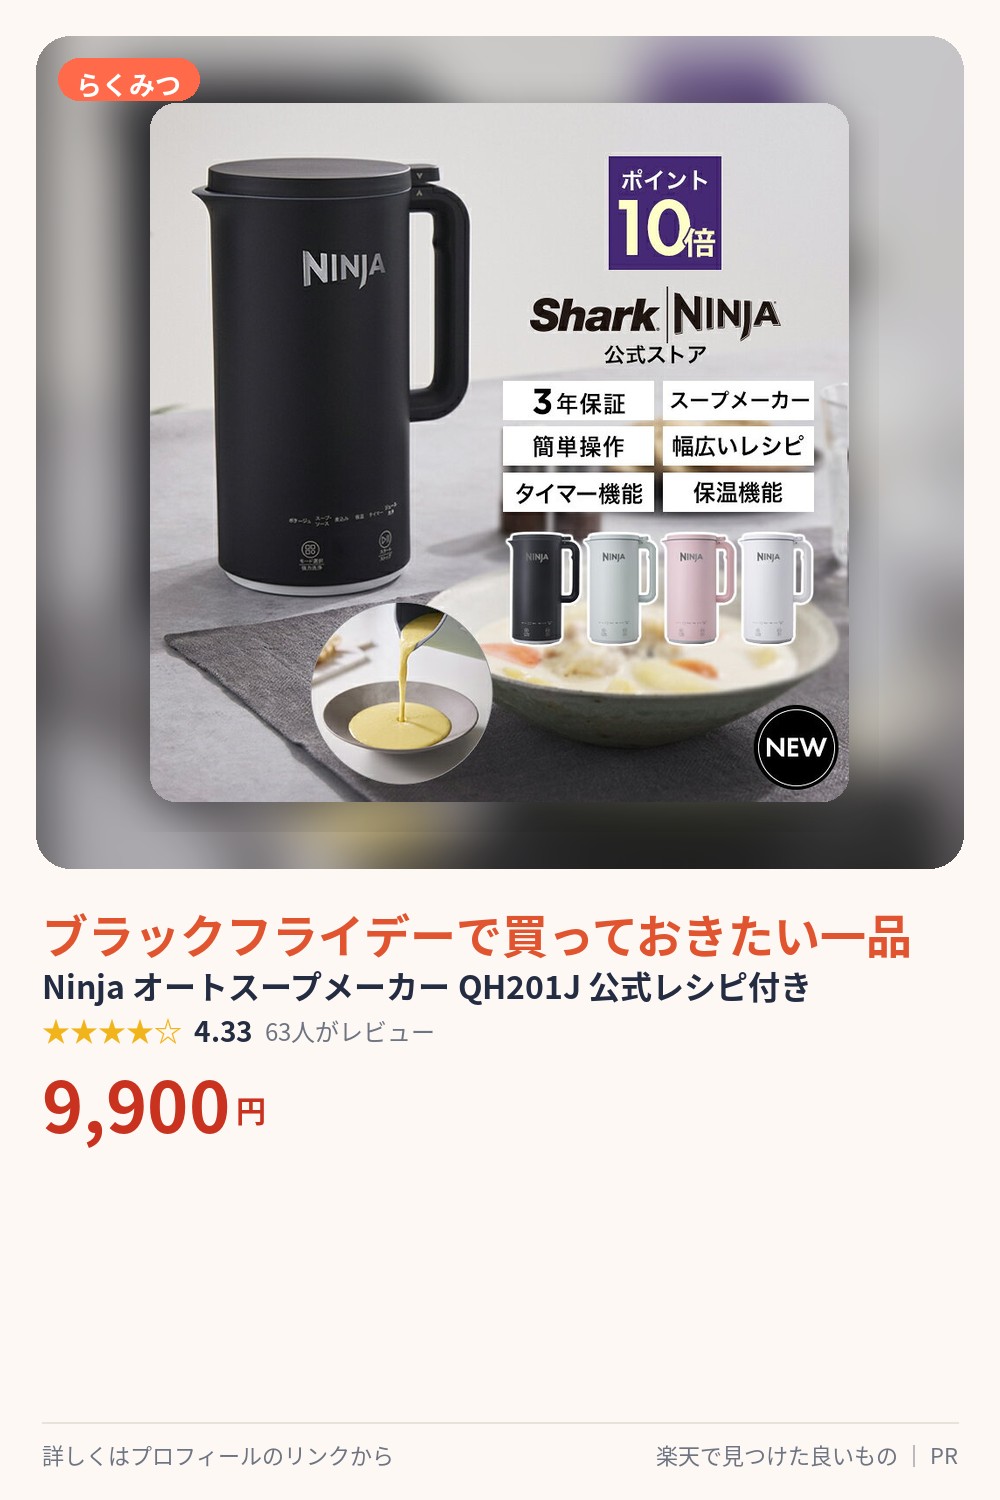 らくみつ
ポイント
10倍
Shark | NINJA
公式ストア
3年保証
スープメーカー
簡単操作
幅広いレシピ
タイマー機能
保温機能
NINJA
NINJA
NINJA
NINJA
NINJA
NEW
ブラックフライデーで買っておきたい一品
Ninja オートスープメーカー QH201J 公式レシピ付き
★★★★☆ 4.33 63人がレビュー
9,900円
詳しくはプロフィールのリンクから
楽天で見つけた良いもの | PR